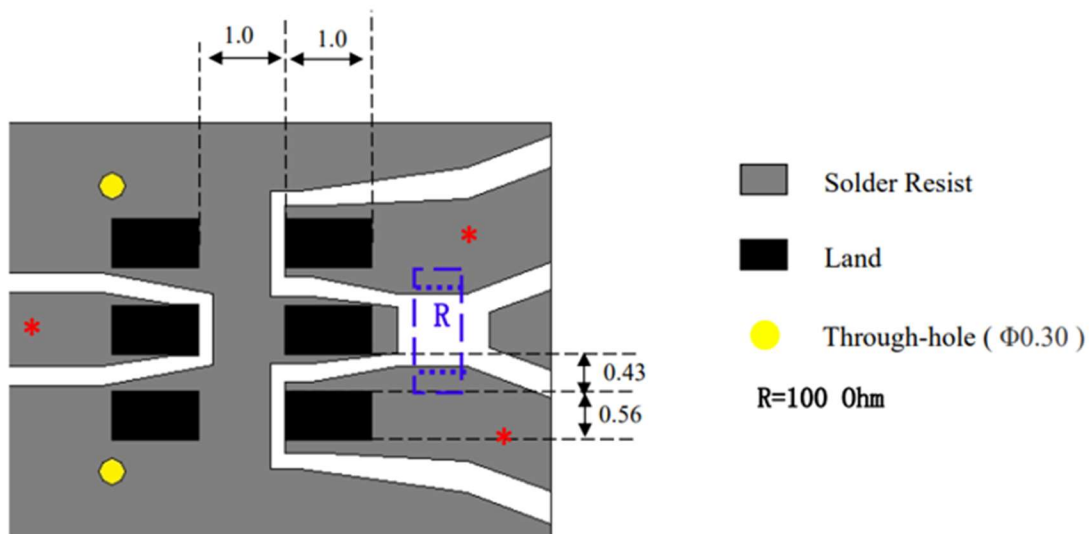 1.0 1.0
Solder Resist
Land
Through-hole ( Φ0.30 )
R=100 Ohm
*
*
R
0.43
0.56
*